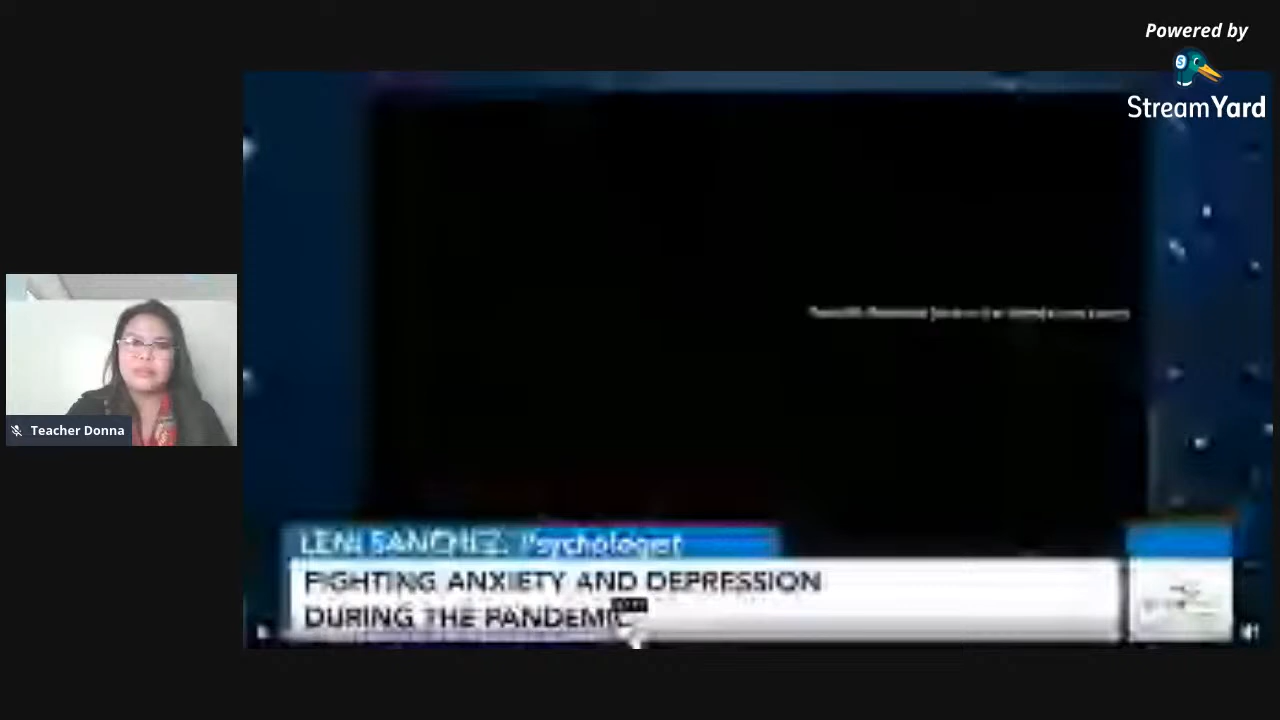 Powered by
StreamYard
Teacher Donna
LENI SANCHEZ, Psychologist
FIGHTING ANXIETY AND DEPRESSION
DURING THE PANDEMIC